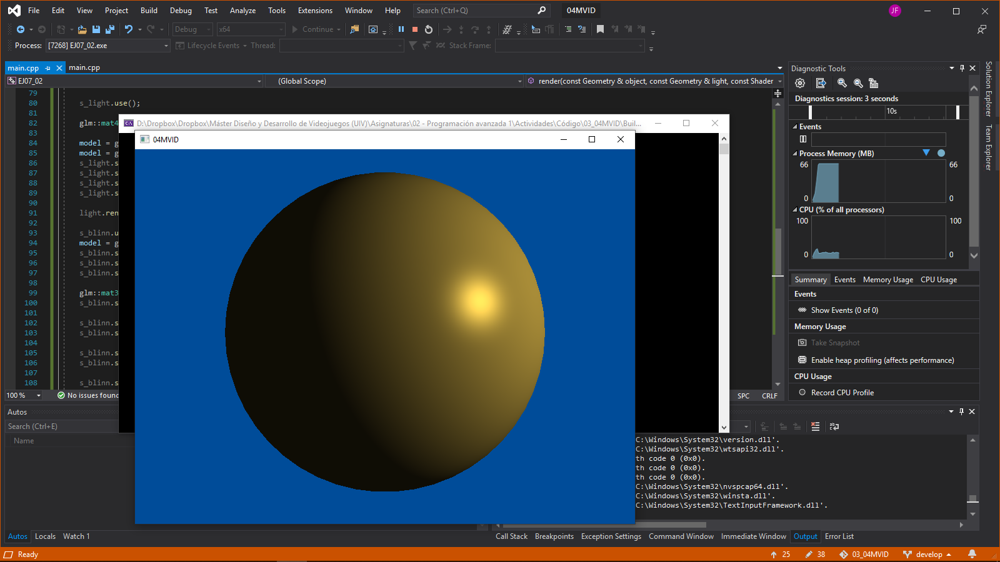 File Edit View Project Build Debug Test Analyze Tools Extensions Window Help Search (Ctrl+Q) 04MVID JF
Debug x64 Continue
Process: [7268] EJ07_02.exe Lifecycle Events Thread: Stack Frame:
main.cpp main.cpp
EJ07_02 (Global Scope) render(const Geometry & object, const Geometry & light, const Shader
79
80 s_light.use();
81
82 glm::mat4
83
84 model = g
85 model = g
86 s_light.s
87 s_light.s
88 s_light.s
89 s_light.s
90
91 light.ren
92
93 s_blinn.u
94 model = g
95 s_blinn.s
96 s_blinn.s
97 s_blinn.s
98
99 glm::mat3
100 s_blinn.s
101
102 s_blinn.s
103 s_blinn.s
104
105 s_blinn.s
106 s_blinn.s
107
108 s_blinn.s
100 % No issues found
SPC CRLF
D:\Dropbox\Dropbox\Máster Diseño y Desarrollo de Videojuegos (UIV)\Asignaturas\02 - Programación avanzada 1\Actividades\Código\03_04MVID\Buil...
04MVID
Diagnostic Tools
Diagnostics session: 3 seconds
10s
Events
Process Memory (MB)
66 66
0 0
CPU (% of all processors)
100 100
0 0
Summary Events Memory Usage CPU Usage
Events
Show Events (0 of 0)
Memory Usage
Take Snapshot
Enable heap profiling (affects performance)
CPU Usage
Record CPU Profile
Solution Explorer
Team Explorer
Autos
Search (Ctrl+E)
Name
C:\Windows\System32\version.dll'.
C:\Windows\System32\wtsapi32.dll'.
th code 0 (0x0).
th code 0 (0x0).
th code 0 (0x0).
C:\Windows\System32\nvspcap64.dll'.
C:\Windows\System32\winsta.dll'.
C:\Windows\System32\TextInputFramework.dll'.
Autos Locals Watch 1
Call Stack Breakpoints Exception Settings Command Window Immediate Window Output Error List
Ready 25 38 03_04MVID develop